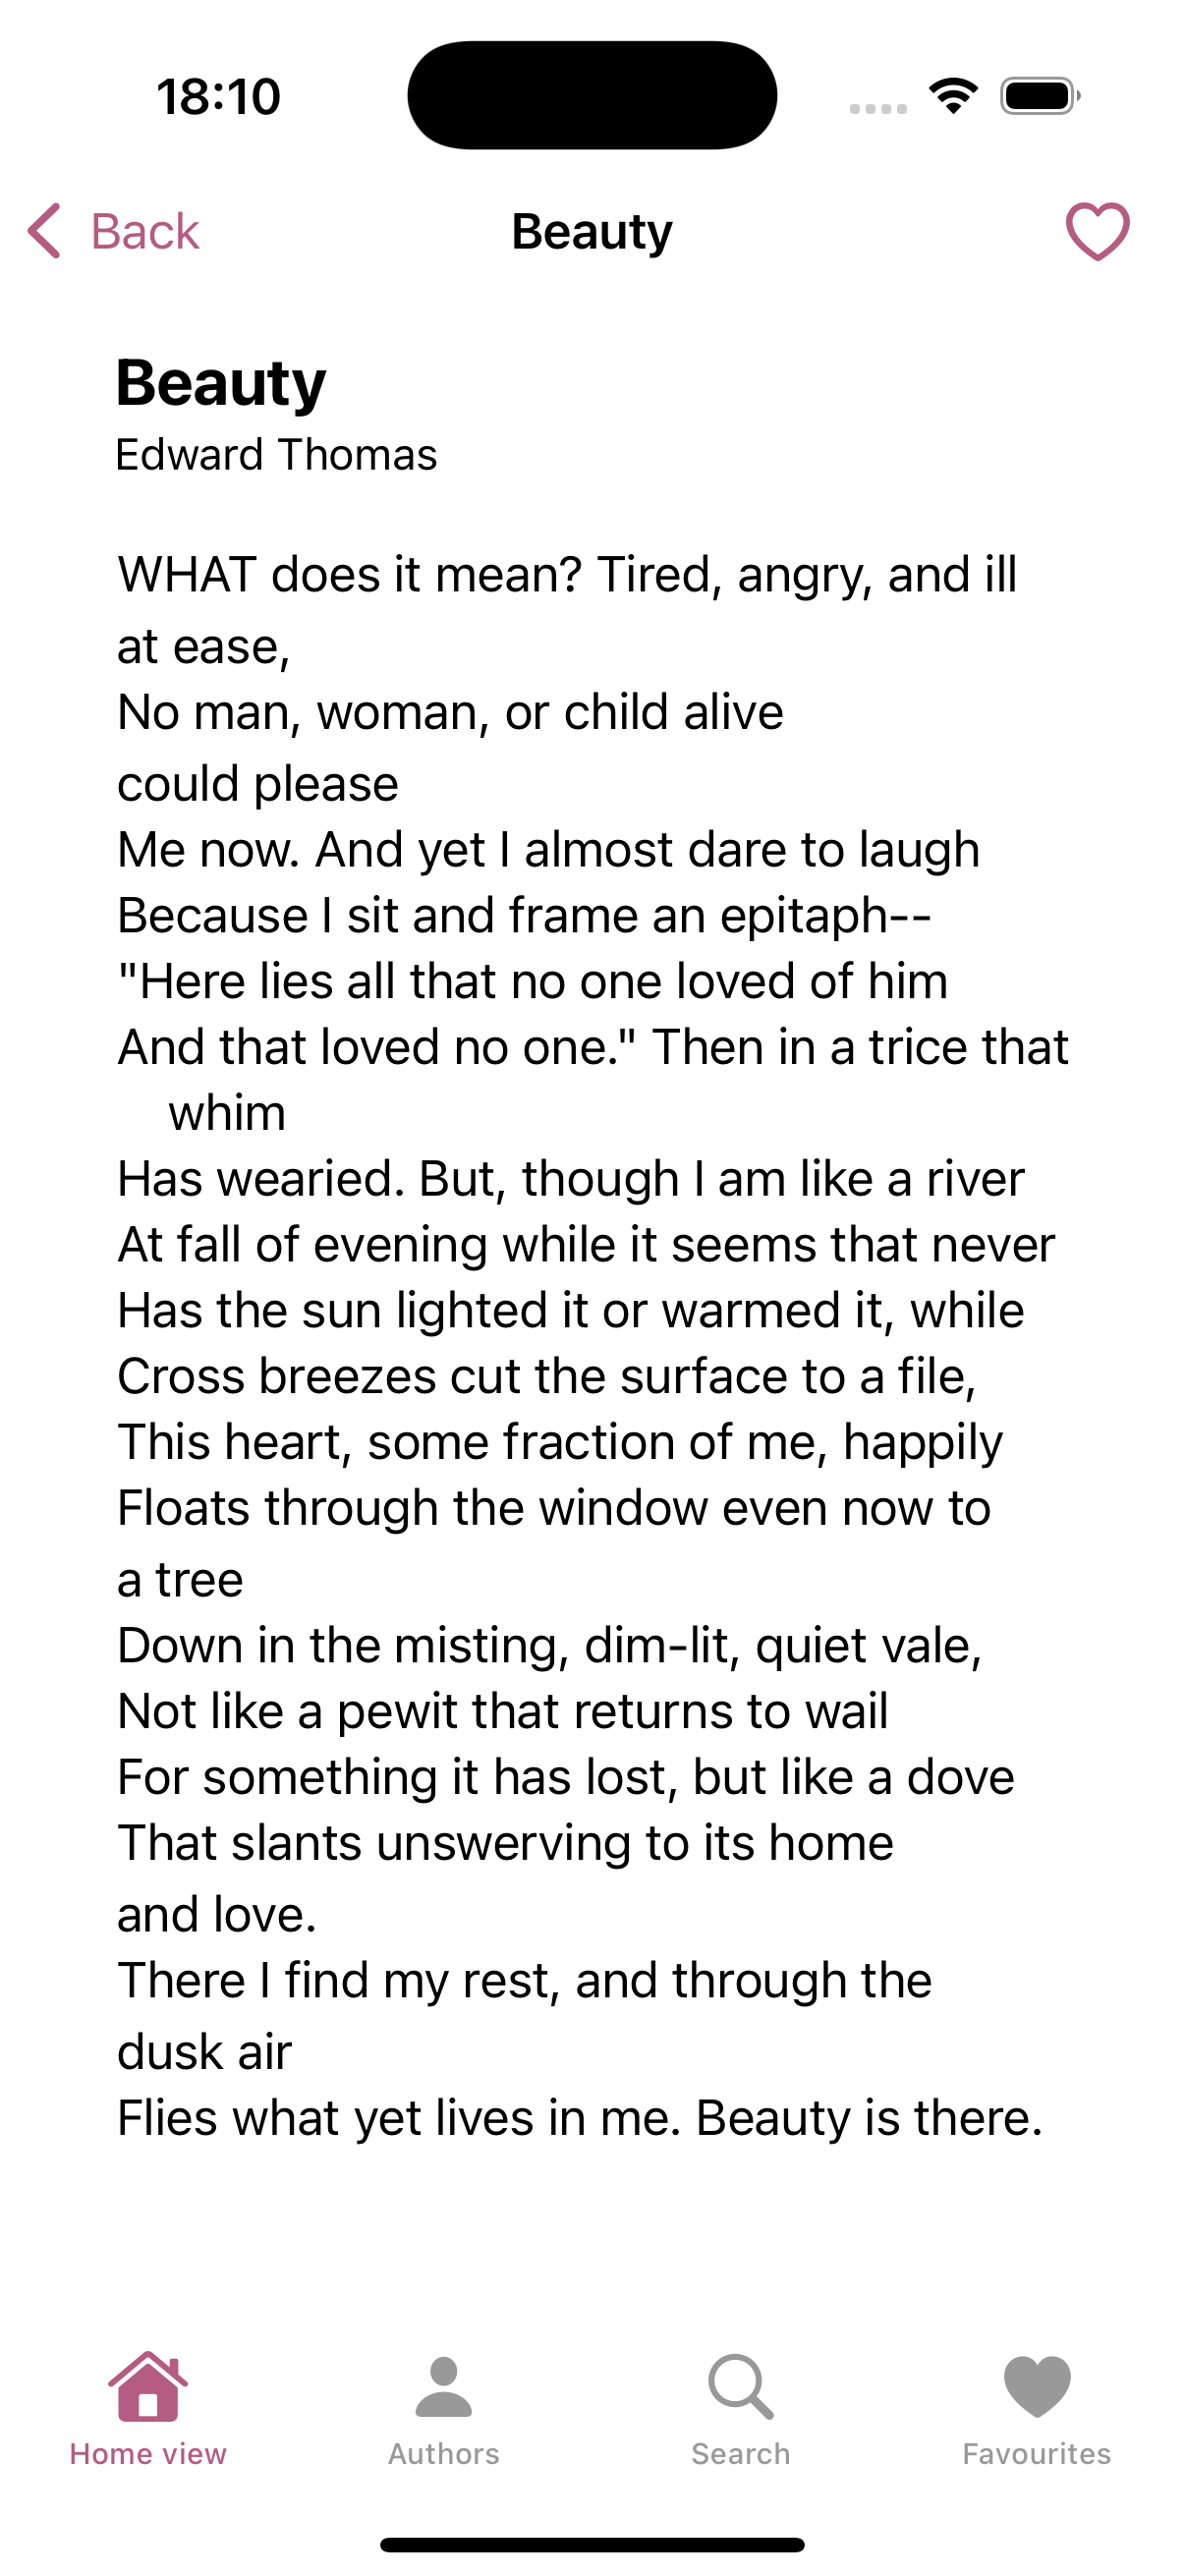 18:10
Back
Beauty
Beauty
Edward Thomas
WHAT does it mean? Tired, angry, and ill
at ease,
No man, woman, or child alive
could please
Me now. And yet I almost dare to laugh
Because I sit and frame an epitaph--
"Here lies all that no one loved of him
And that loved no one." Then in a trice that
whim
Has wearied. But, though I am like a river
At fall of evening while it seems that never
Has the sun lighted it or warmed it, while
Cross breezes cut the surface to a file,
This heart, some fraction of me, happily
Floats through the window even now to
a tree
Down in the misting, dim-lit, quiet vale,
Not like a pewit that returns to wail
For something it has lost, but like a dove
That slants unswerving to its home
and love.
There I find my rest, and through the
dusk air
Flies what yet lives in me. Beauty is there.
Home view
Authors
Search
Favourites